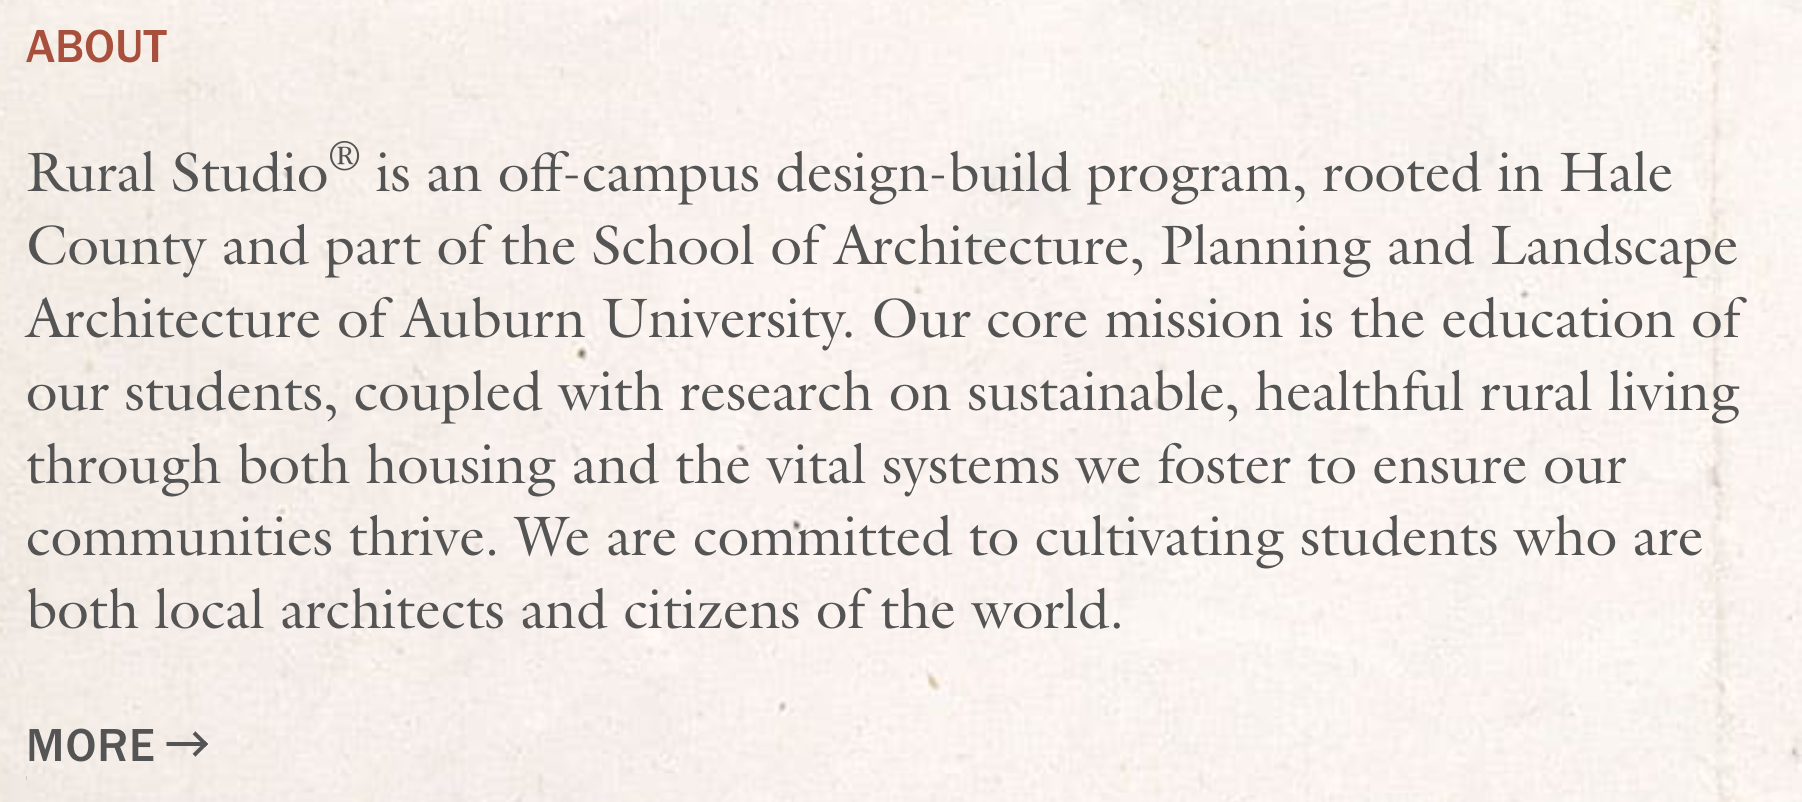 ABOUT
Rural Studio® is an off-campus design-build program, rooted in Hale
County and part of the School of Architecture, Planning and Landscape
Architecture of Auburn University. Our core mission is the education of
our students, coupled with research on sustainable, healthful rural living
through both housing and the vital systems we foster to ensure our
communities thrive. We are committed to cultivating students who are
both local architects and citizens of the world.
MORE →